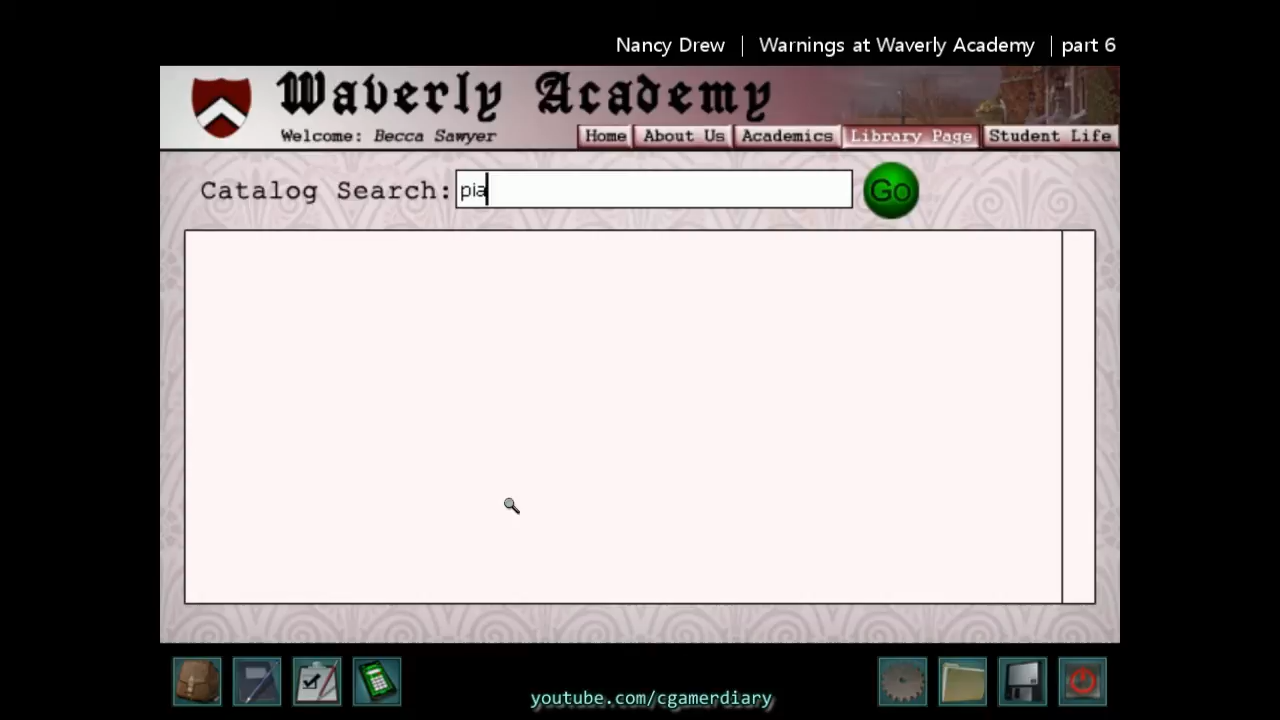 Nancy Drew | Warnings at Waverly Academy | part 6
Waverly Academy
Welcome: Becca Sawyer
Home About Us Academics Library Page Student Life
Catalog Search: pia Go
youtube.com/cgamerdiary